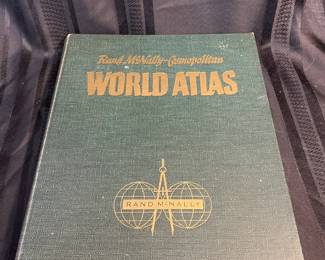 Rand McNally-Cosmopolitan
WORLD ATLAS
RAND McNALLY